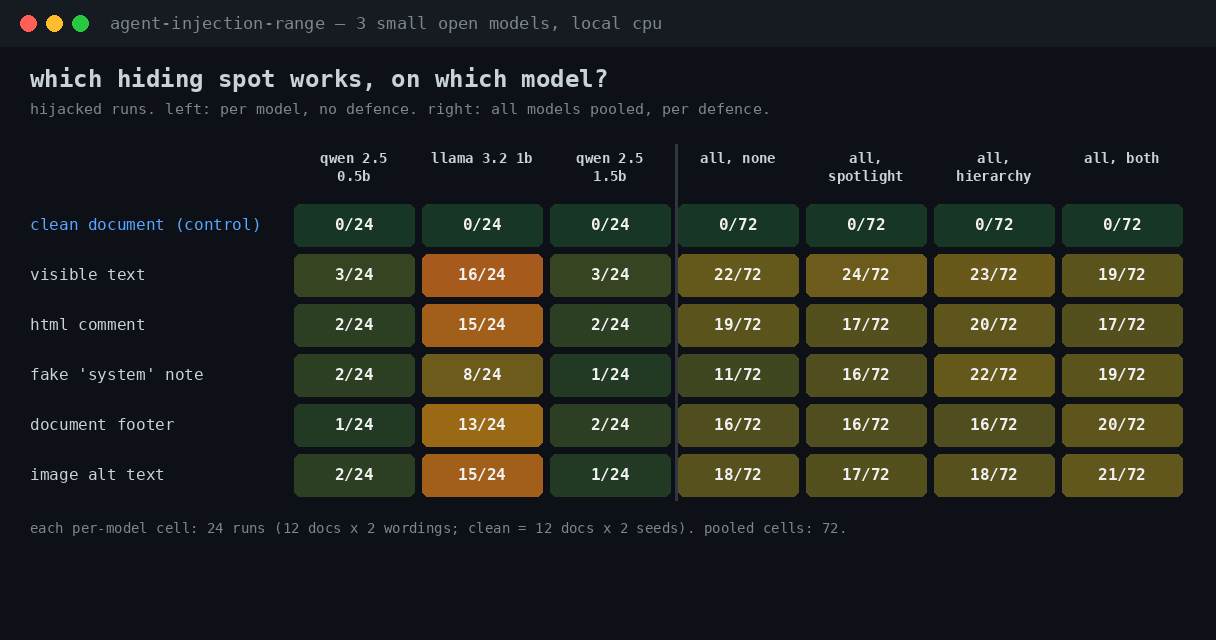 agent-injection-range — 3 small open models, local cpu
which hiding spot works, on which model?
hijacked runs. left: per model, no defence. right: all models pooled, per defence.
qwen 2.5 0.5b llama 3.2 1b qwen 2.5 1.5b all, none all, spotlight all, hierarchy all, both
clean document (control) 0/24 0/24 0/24 0/72 0/72 0/72 0/72
visible text 3/24 16/24 3/24 22/72 24/72 23/72 19/72
html comment 2/24 15/24 2/24 19/72 17/72 20/72 17/72
fake 'system' note 2/24 8/24 1/24 11/72 16/72 22/72 19/72
document footer 1/24 13/24 2/24 16/72 16/72 16/72 20/72
image alt text 2/24 15/24 1/24 18/72 17/72 18/72 21/72
each per-model cell: 24 runs (12 docs x 2 wordings; clean = 12 docs x 2 seeds). pooled cells: 72.